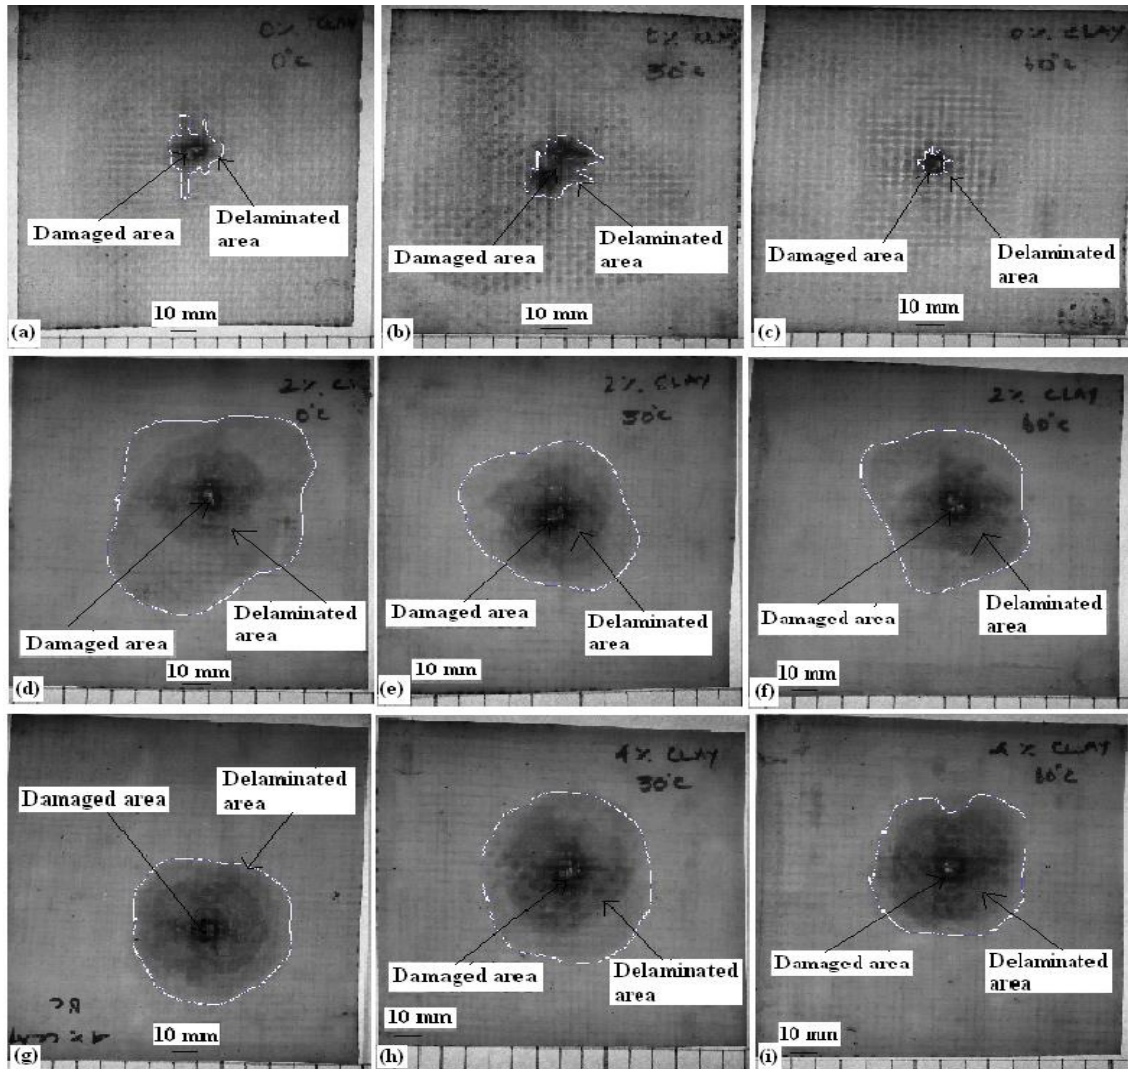 0% CLAY
0°C
Damaged area
Delaminated
area
10 mm
(a)
0% CLAY
30°C
Damaged area
Delaminated
area
10 mm
(b)
0% CLAY
60°C
Damaged area
Delaminated
area
10 mm
(c)
2% CL
0°C
Damaged area
Delaminated
area
10 mm
(d)
2% CLAY
30°C
Damaged area
Delaminated
area
10 mm
(e)
2% CLAY
60°C
Damaged area
Delaminated
area
10 mm
(f)
Delaminated
area
Damaged area
10 mm
(g)
4% CLAY
30°C
Damaged area
Delaminated
area
10 mm
(h)
4% CLAY
60°C
Damaged area
Delaminated
area
10 mm
(i)